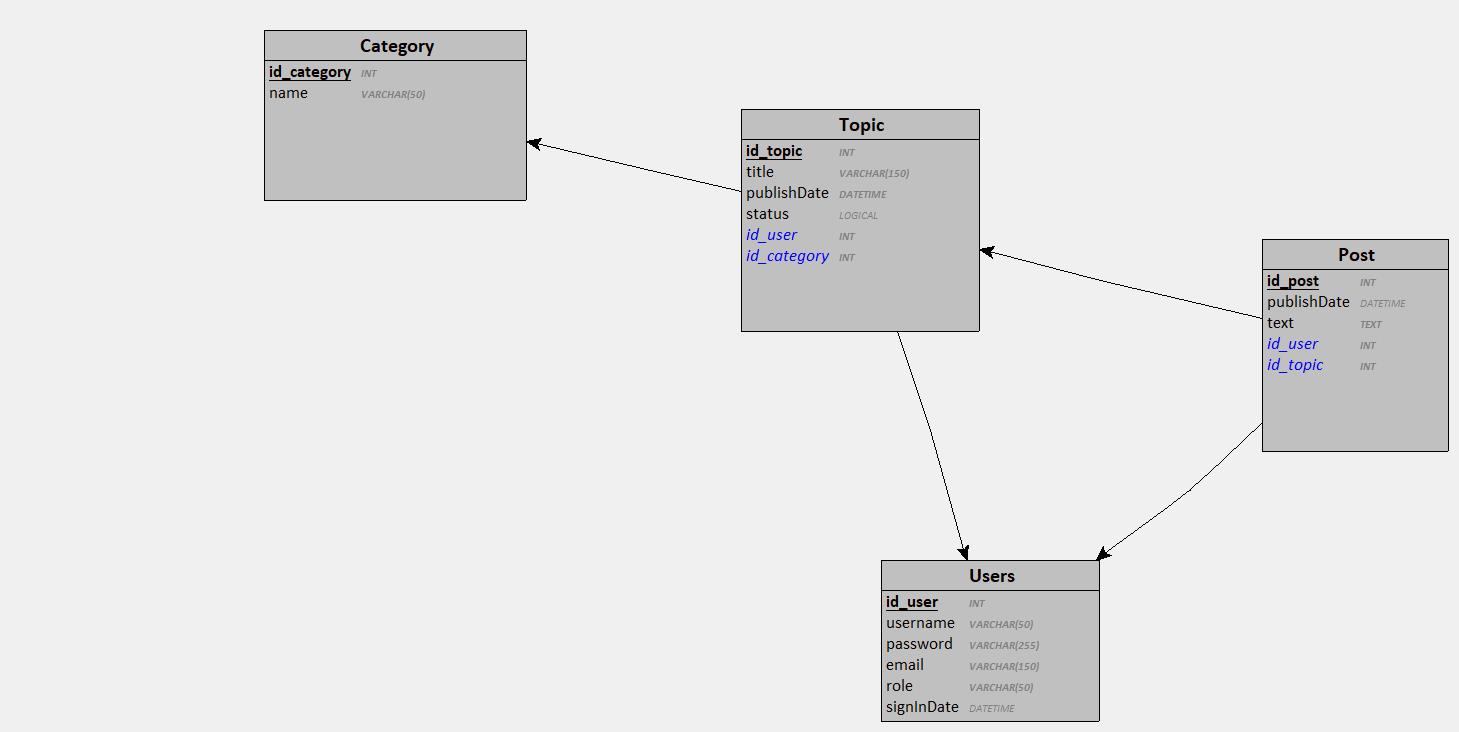 Category
id_category INT
name VARCHAR(50)
Topic
id_topic INT
title VARCHAR(150)
publishDate DATETIME
status LOGICAL
id_user INT
id_category INT
Post
id_post INT
publishDate DATETIME
text TEXT
id_user INT
id_topic INT
Users
id_user INT
username VARCHAR(50)
password VARCHAR(255)
email VARCHAR(150)
role VARCHAR(50)
signInDate DATETIME